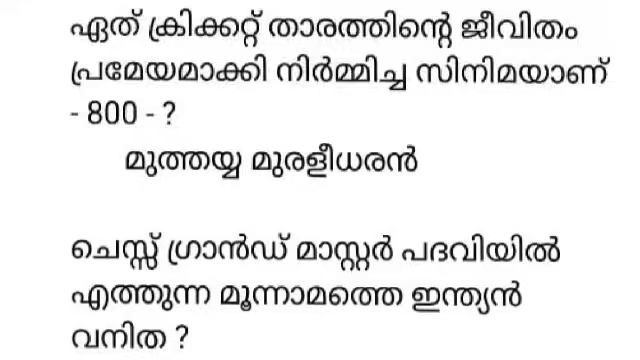 ഏത് ക്രിക്കറ്റ് താരത്തിന്റെ ജീവിതം
പ്രമേയമാക്കി നിർമ്മിച്ച സിനിമയാണ്
- 800 - ?
മുത്തയ്യ മുരളീധരൻ
ചെസ്സ് ഗ്രാൻഡ് മാസ്റ്റർ പദവിയിൽ
എത്തുന്ന മൂന്നാമത്തെ ഇന്ത്യൻ
വനിത ?